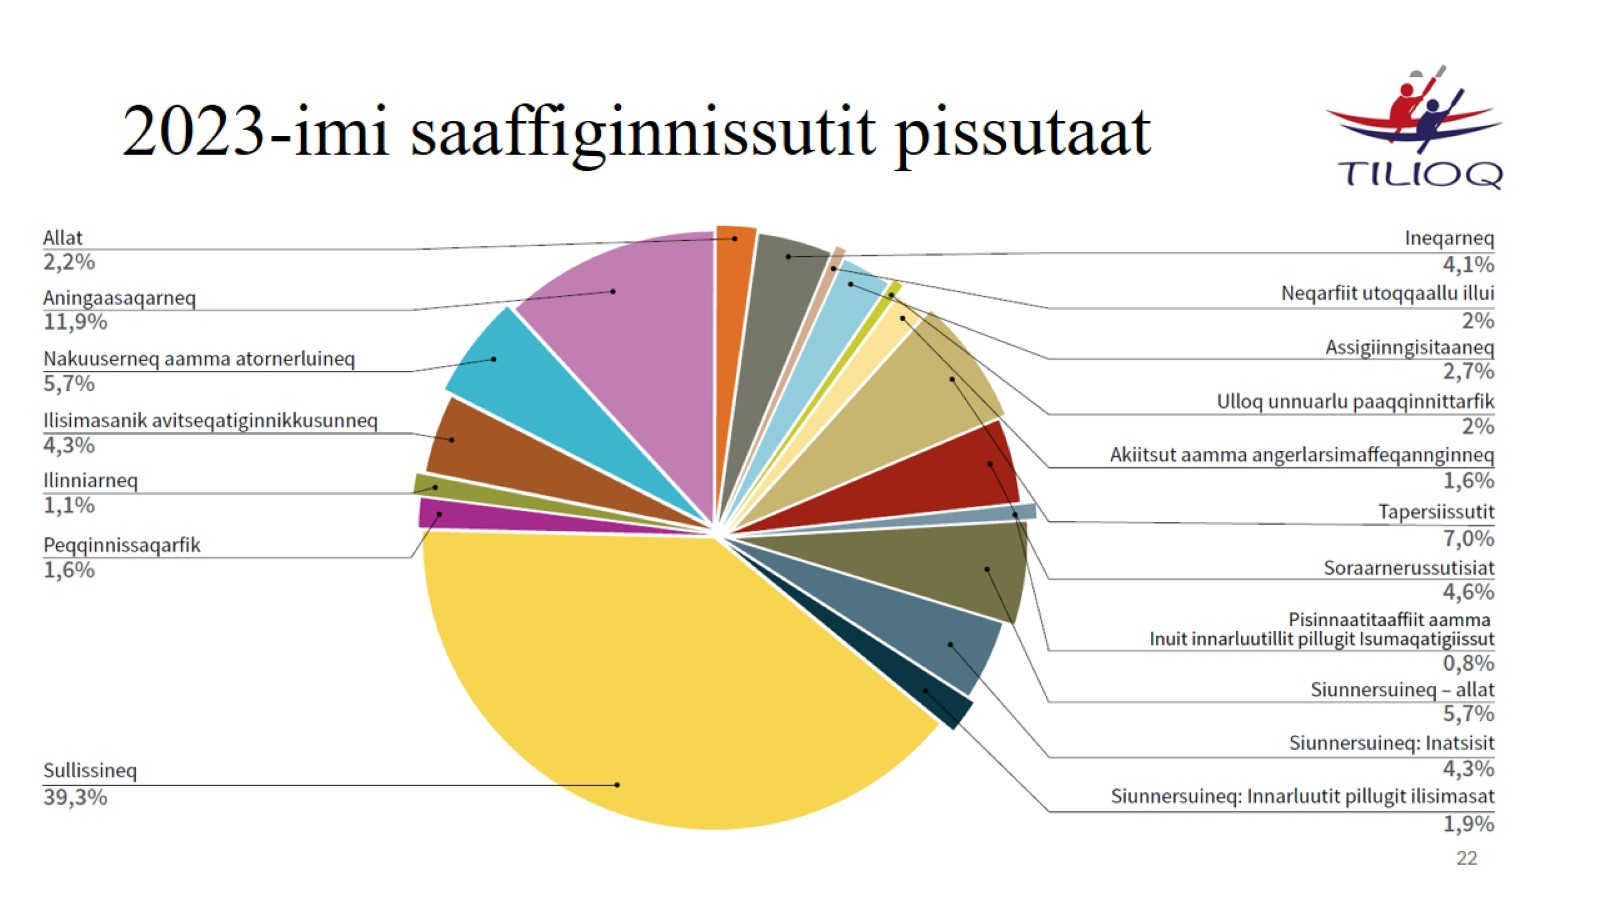 2023-imi saaffiginnissutit pissutaat
TILIOQ
Allat
2,2%
Aningaasaqarneq
11,9%
Nakuuserneq aamma atornerluineq
5,7%
Ilisimasanik avitseqatiginnikkusunneq
4,3%
Ilinniarneq
1,1%
Peqqinnissaqarfik
1,6%
Sullissineq
39,3%
Ineqarneq
4,1%
Neqarfiit utoqqaallu illui
2%
Assigiinngisitaaneq
2,7%
Ulloq unnuarlu paaqqinnittarfik
2%
Akiitsut aamma angerlarsimaffeqannginneq
1,6%
Tapersiissutit
7,0%
Soraarnerussutisiat
4,6%
Pisinnaatitaaffiit aamma
Inuit innarluutillit pillugit Isumaqatigiissut
0,8%
Siunnersuineq – allat
5,7%
Siunnersuineq: Inatsisit
4,3%
Siunnersuineq: Innarluutit pillugit ilisimasat
1,9%
22